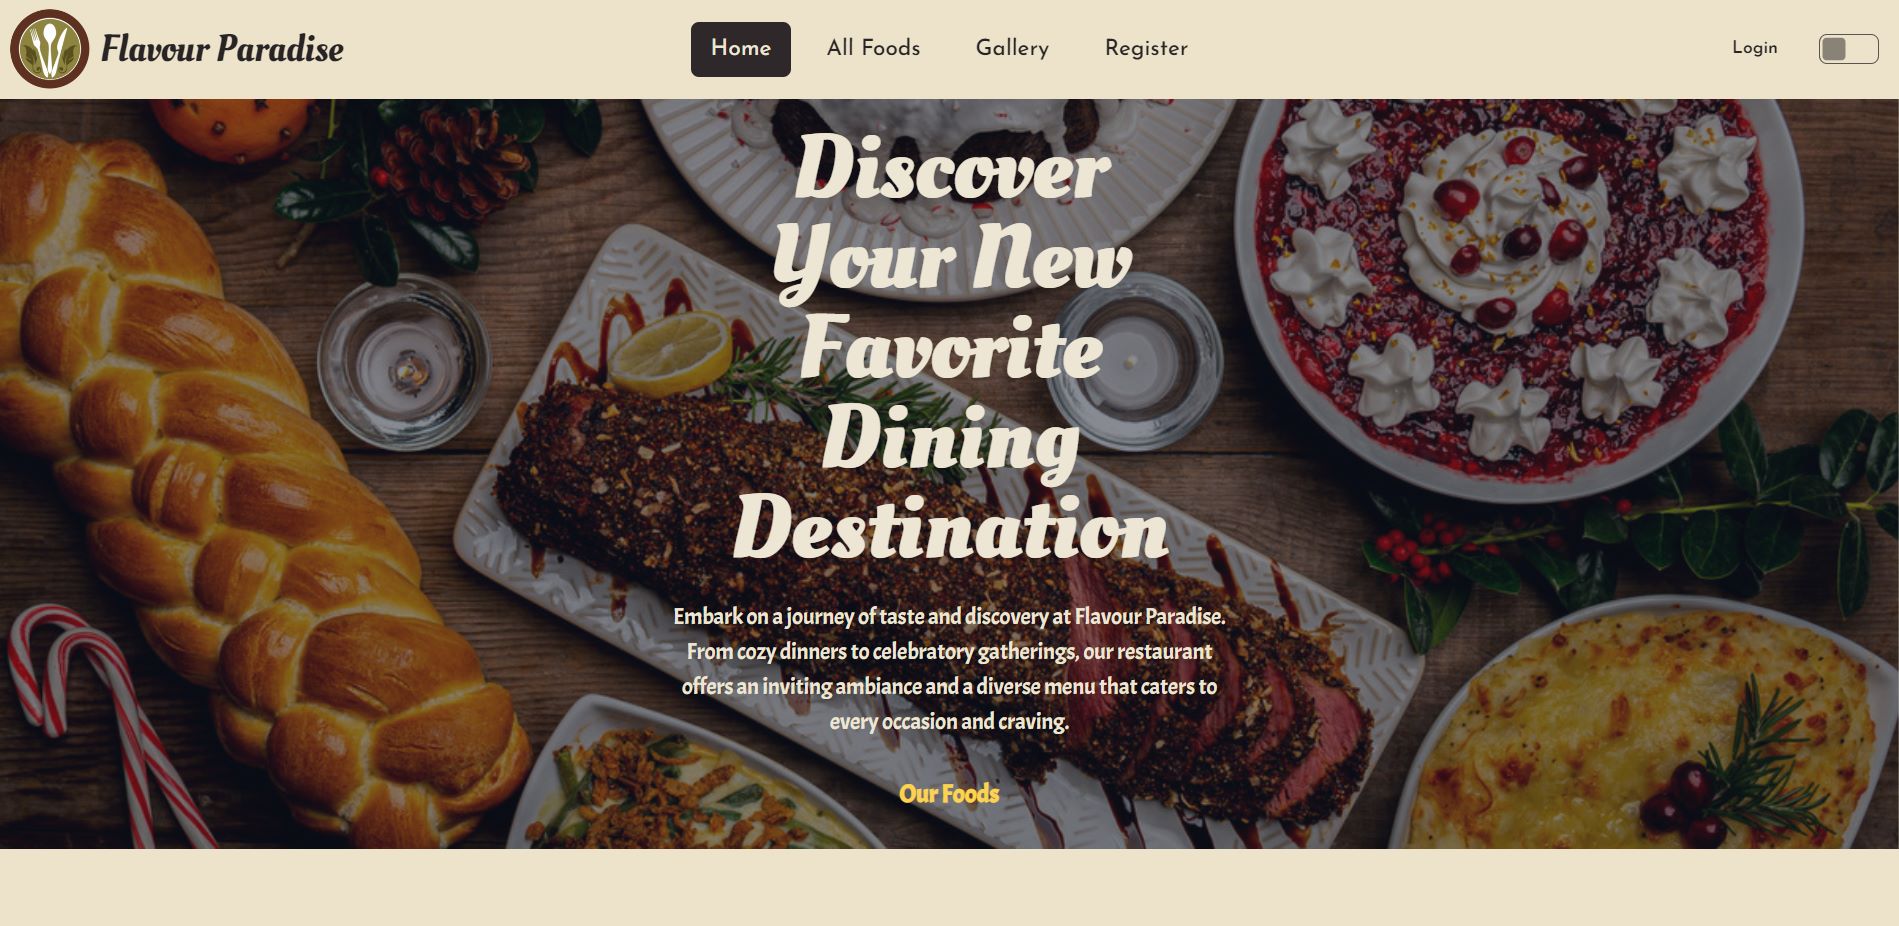 Flavour Paradise
Home
All Foods
Gallery
Register
Login
Discover
Your New
Favorite
Dining
Destination
Embark on a journey of taste and discovery at Flavour Paradise.
From cozy dinners to celebratory gatherings, our restaurant
offers an inviting ambiance and a diverse menu that caters to
every occasion and craving.
Our Foods